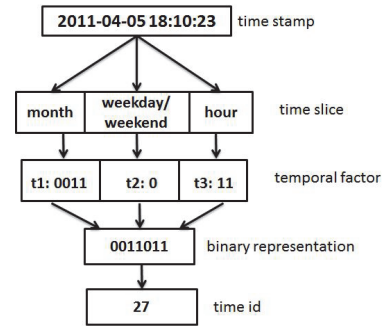 2011-04-05 18:10:23 time stamp
month weekday/ weekend hour time slice
t1: 0011 t2: 0 t3: 11 temporal factor
0011011 binary representation
27 time id